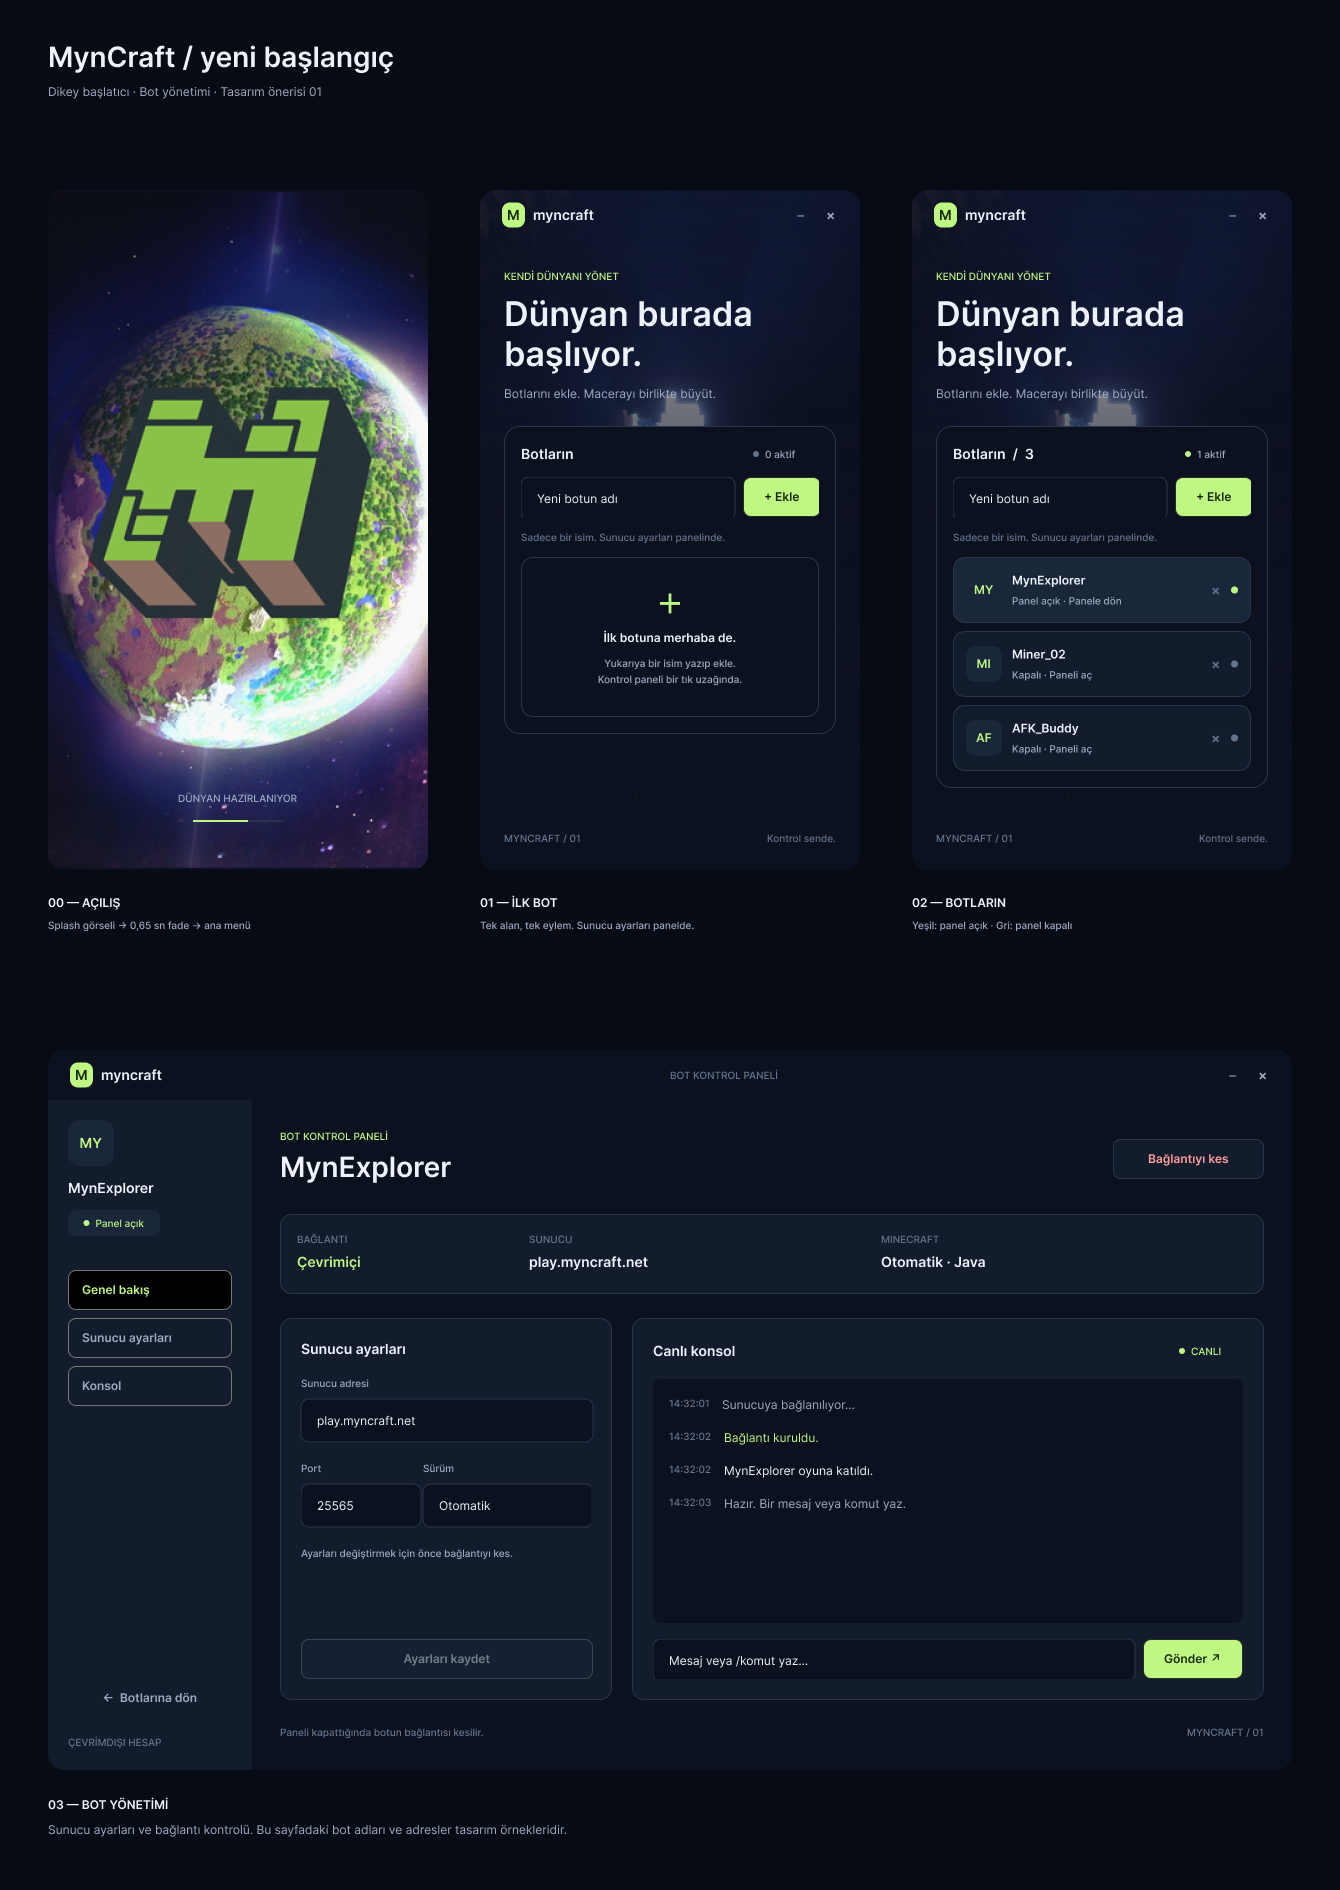 MynCraft / yeni başlangıç
Dikey başlatıcı · Bot yönetimi · Tasarım önerisi 01
DÜNYAN HAZIRLANIYOR
00 — AÇILIŞ
Splash görseli → 0,65 sn fade → ana menü
M myncraft – ×
KENDİ DÜNYANI YÖNET
Dünyan burada
başlıyor.
Botlarını ekle. Macerayı birlikte büyüt.
Botların
0 aktif
Yeni botun adı
+ Ekle
Sadece bir isim. Sunucu ayarları panelinde.
+
İlk botuna merhaba de.
Yukarıya bir isim yazıp ekle.
Kontrol paneli bir tık uzağında.
MYNCRAFT / 01
Kontrol sende.
01 — İLK BOT
Tek alan, tek eylem. Sunucu ayarları panelde.
M myncraft – ×
KENDİ DÜNYANI YÖNET
Dünyan burada
başlıyor.
Botlarını ekle. Macerayı birlikte büyüt.
Botların / 3
1 aktif
Yeni botun adı
+ Ekle
Sadece bir isim. Sunucu ayarları panelinde.
MY
MynExplorer
Panel açık · Panele dön
×
MI
Miner_02
Kapalı · Paneli aç
×
AF
AFK_Buddy
Kapalı · Paneli aç
×
MYNCRAFT / 01
Kontrol sende.
02 — BOTLARIN
Yeşil: panel açık · Gri: panel kapalı
M myncraft
BOT KONTROL PANELİ
– ×
MY
MynExplorer
Panel açık
Genel bakış
Sunucu ayarları
Konsol
← Botlarına dön
ÇEVRİMDIŞI HESAP
BOT KONTROL PANELİ
MynExplorer
Bağlantıyı kes
BAĞLANTI
Çevrimiçi
SUNUCU
play.myncraft.net
MINECRAFT
Otomatik · Java
Sunucu ayarları
Sunucu adresi
play.myncraft.net
Port
25565
Sürüm
Otomatik
Ayarları değiştirmek için önce bağlantıyı kes.
Ayarları kaydet
Canlı konsol
CANLI
14:32:01 Sunucuya bağlanılıyor...
14:32:02 Bağlantı kuruldu.
14:32:02 MynExplorer oyuna katıldı.
14:32:03 Hazır. Bir mesaj veya komut yaz.
Mesaj veya /komut yaz...
Gönder ↗
Paneli kapattığında botun bağlantısı kesilir.
MYNCRAFT / 01
03 — BOT YÖNETİMİ
Sunucu ayarları ve bağlantı kontrolü. Bu sayfadaki bot adları ve adresler tasarım örnekleridir.